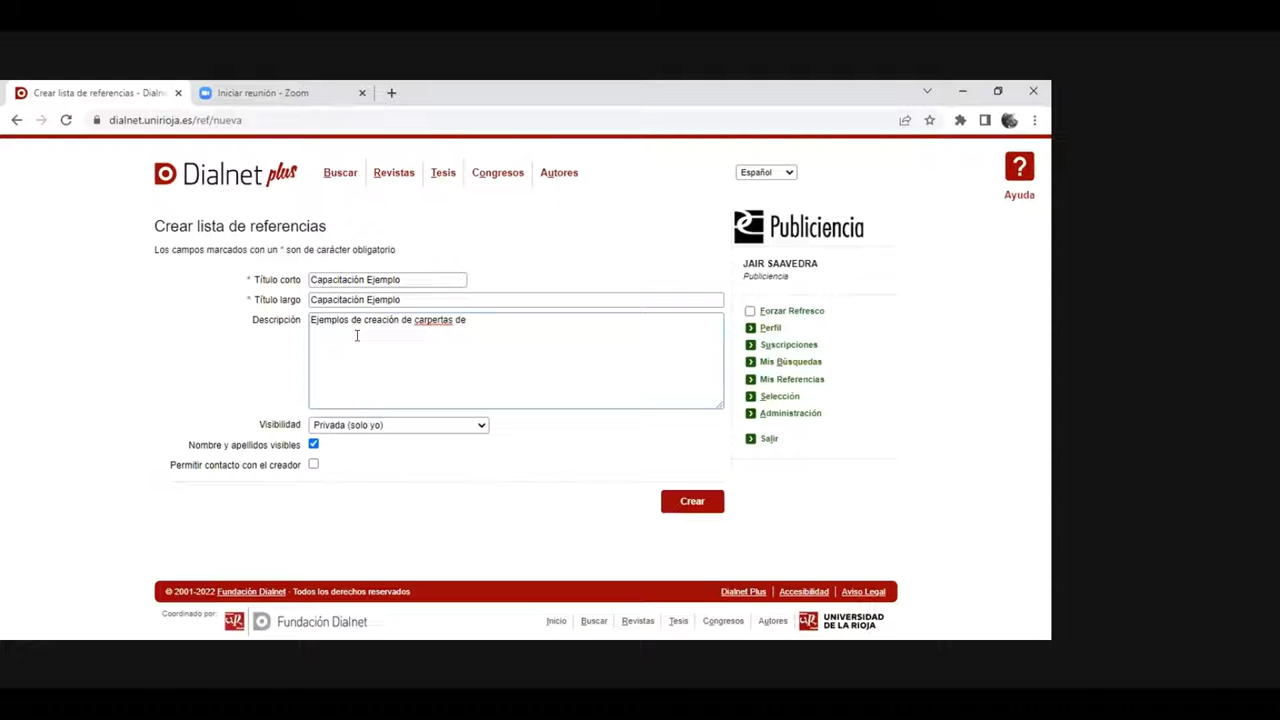 Crear lista de referencias - Dialn
Iniciar reunión - Zoom
dialnet.unirioja.es/ref/nueva
Dialnet plus
Buscar
Revistas
Tesis
Congresos
Autores
Español
?
Ayuda
Crear lista de referencias
Los campos marcados con un * son de carácter obligatorio
* Título corto
Capacitación Ejemplo
* Título largo
Capacitación Ejemplo
Descripción
Ejemplos de creación de carpertas de
Visibilidad
Privada (solo yo)
Nombre y apellidos visibles
Permitir contacto con el creador
Crear
Publiciencia
JAIR SAAVEDRA
Publiciencia
Forzar Refresco
Perfil
Suscripciones
Mis Búsquedas
Mis Referencias
Selección
Administración
Salir
© 2001-2022 Fundación Dialnet · Todos los derechos reservados
Dialnet Plus
Accesibilidad
Aviso Legal
Coordinado por:
Fundación Dialnet
Inicio
Buscar
Revistas
Tesis
Congresos
Autores
UNIVERSIDAD
DE LA RIOJA